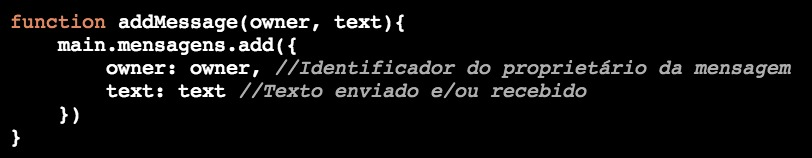 function addMessage(owner, text){
    main.mensagens.add({
        owner: owner, //Identificador do proprietário da mensagem
        text: text //Texto enviado e/ou recebido
    })
}